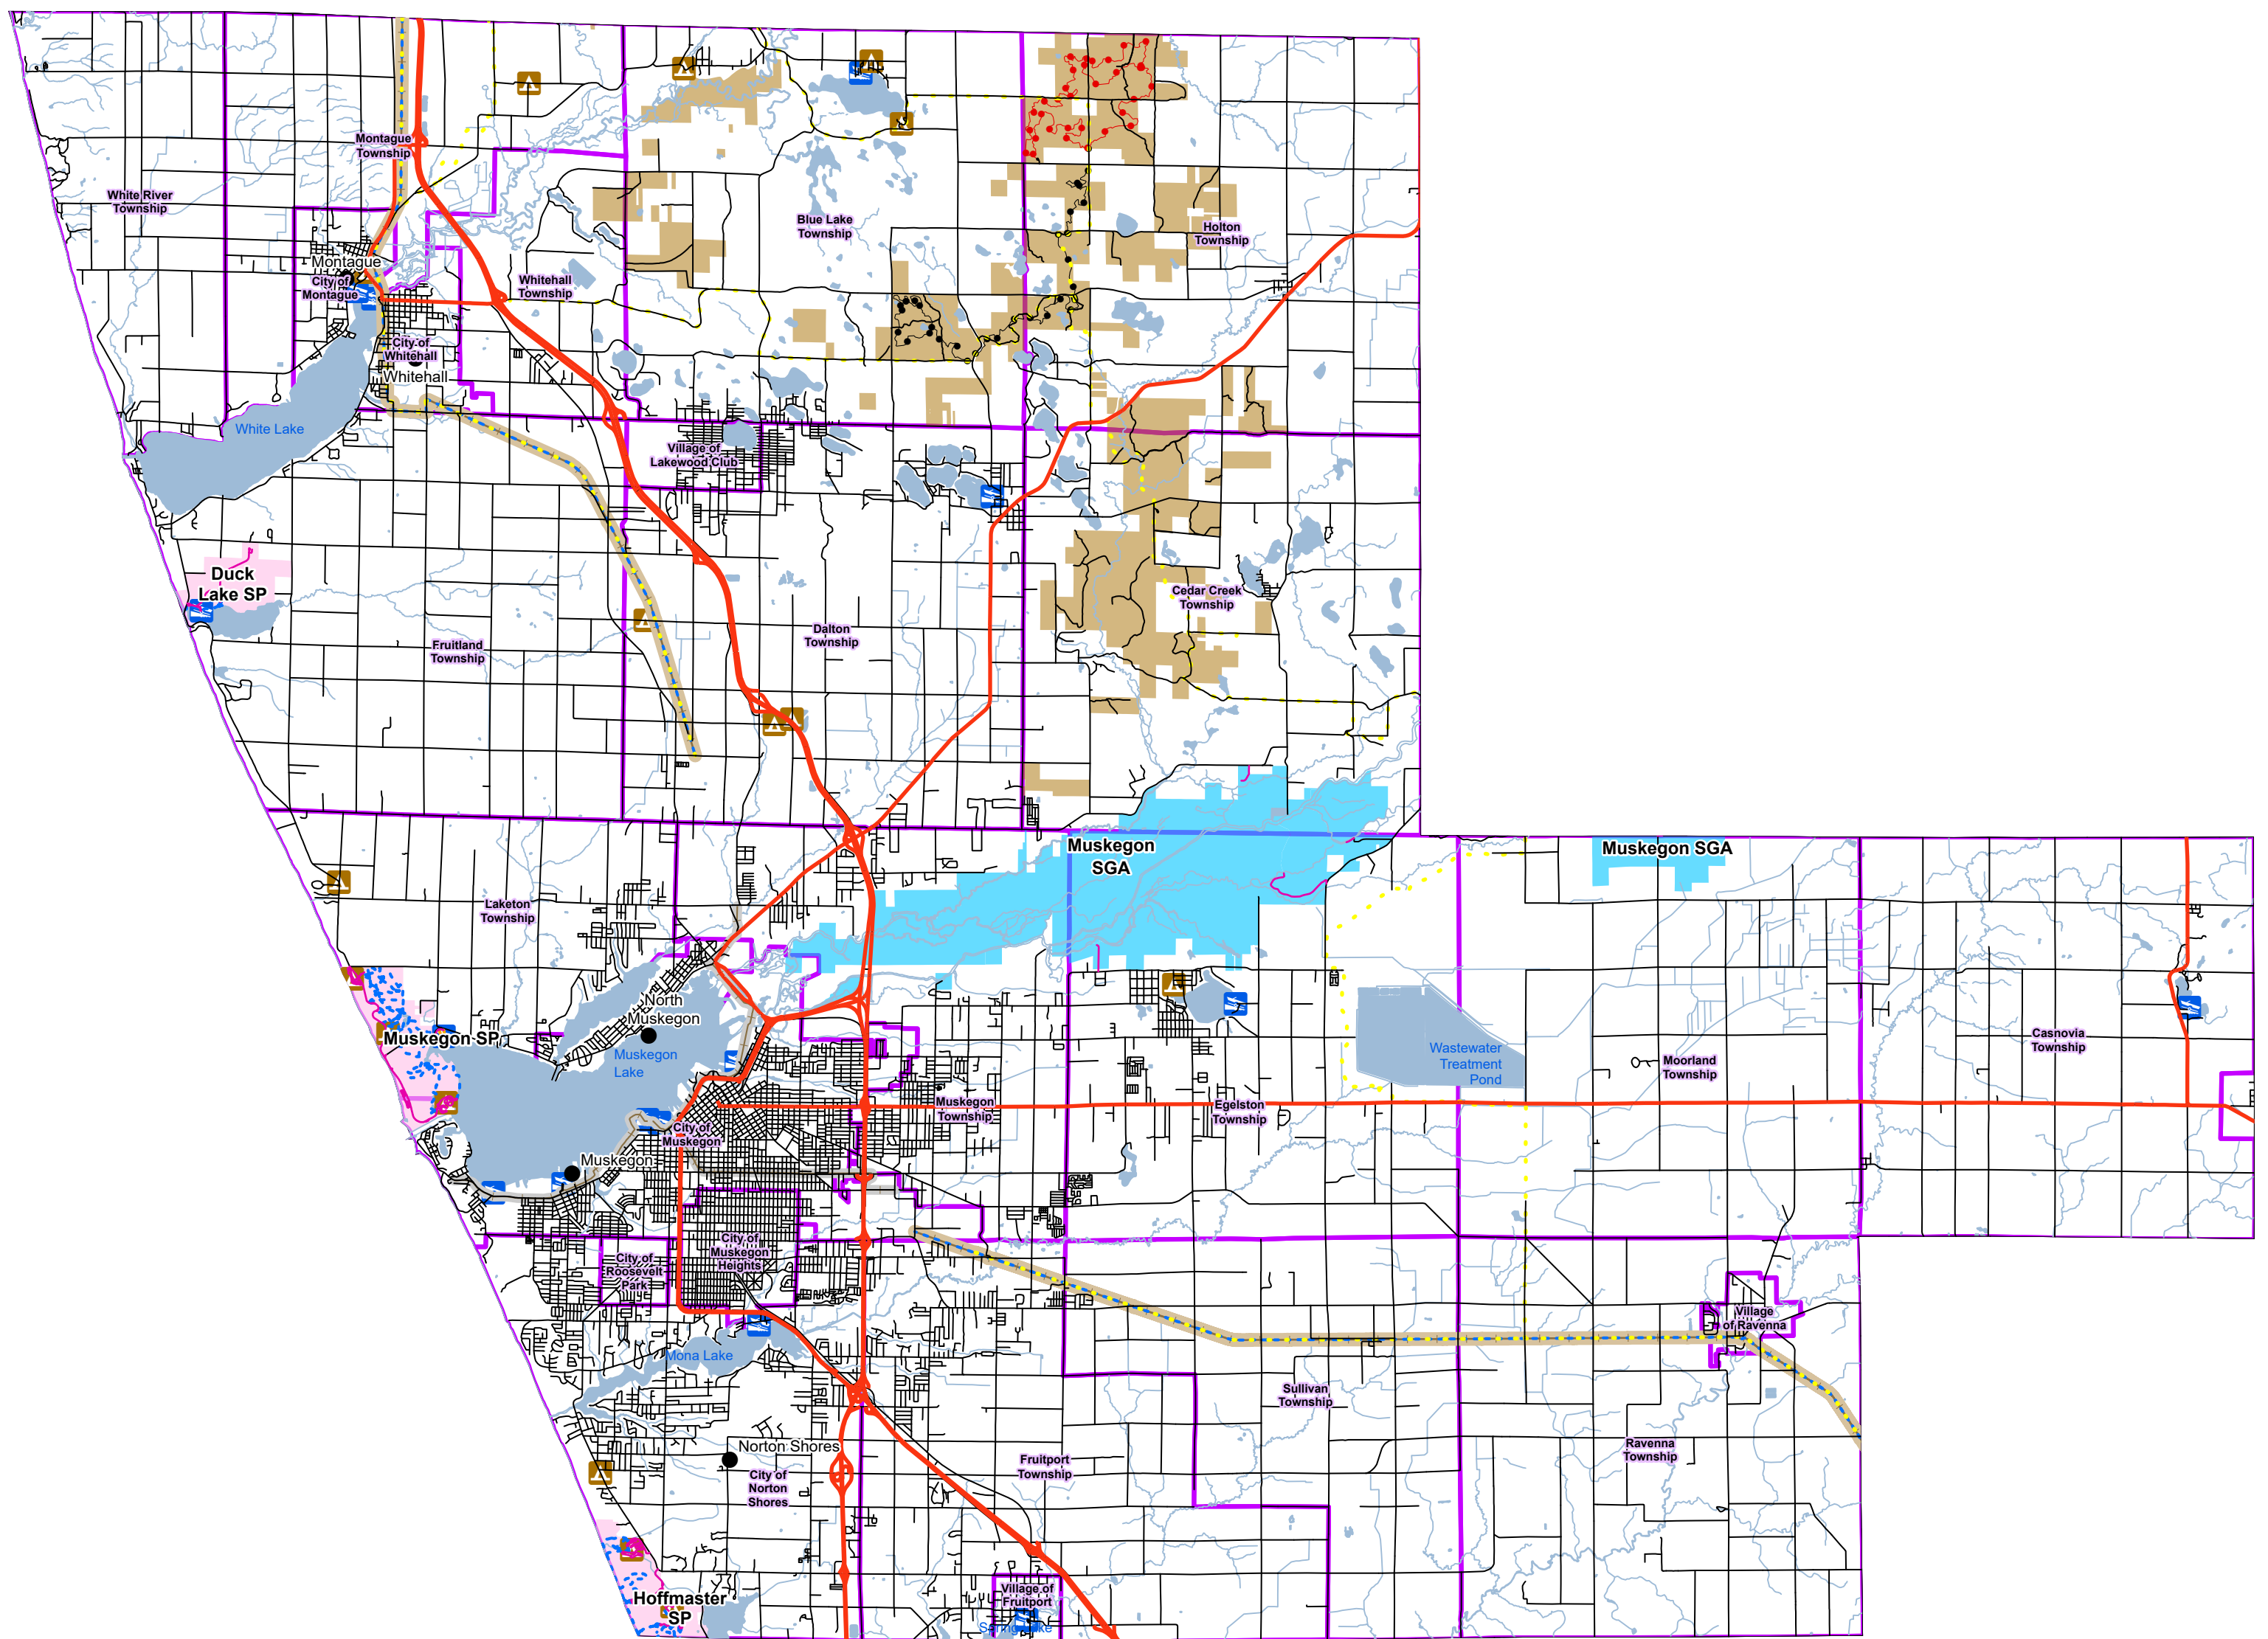 Montague
Township
White River
Township
Blue Lake
Township
Holton
Township
Montague
City of
Montague
Whitehall
Township
City of
Whitehall
Whitehall
White Lake
Village of
Lakewood Club
Duck
Lake SP
Cedar Creek
Township
Fruitland
Township
Dalton
Township
Muskegon
SGA
Muskegon SGA
Laketon
Township
North
Muskegon
Muskegon SP
Muskegon
Lake
Wastewater
Treatment
Pond
Moorland
Township
Casnovia
Township
Muskegon
Township
Egelston
Township
City of
Muskegon
Muskegon
City of
Roosevelt
Park
City of
Muskegon
Heights
Village
of Ravenna
Mona Lake
Sullivan
Township
Norton Shores
City of
Norton
Shores
Fruitport
Township
Ravenna
Township
Hoffmaster
SP
Village of
Fruitport
Spring Lake